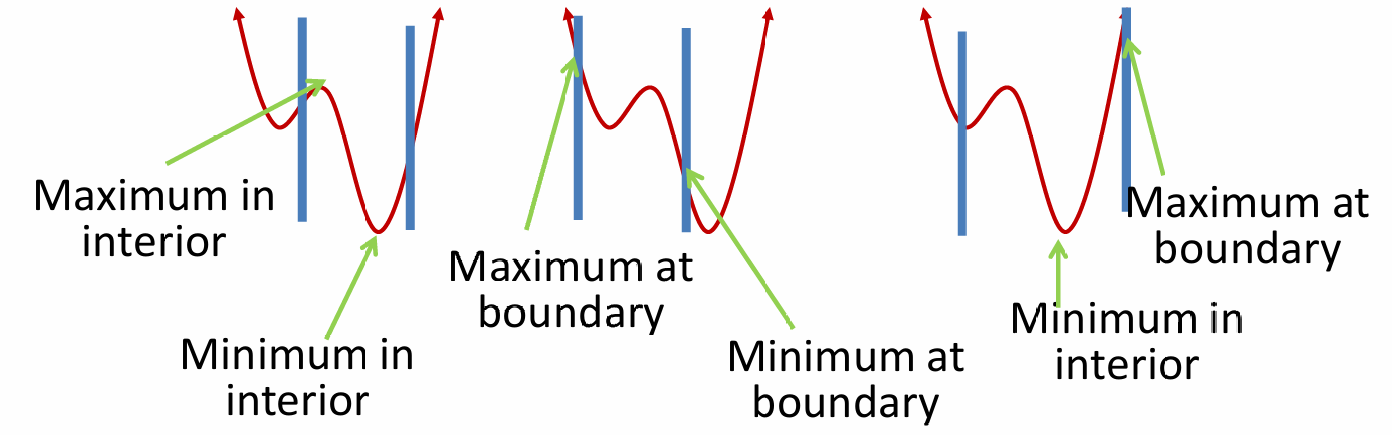 Maximum in
interior
Minimum in
interior
Maximum at
boundary
Minimum at
boundary
Maximum at
boundary
Minimum in
interior